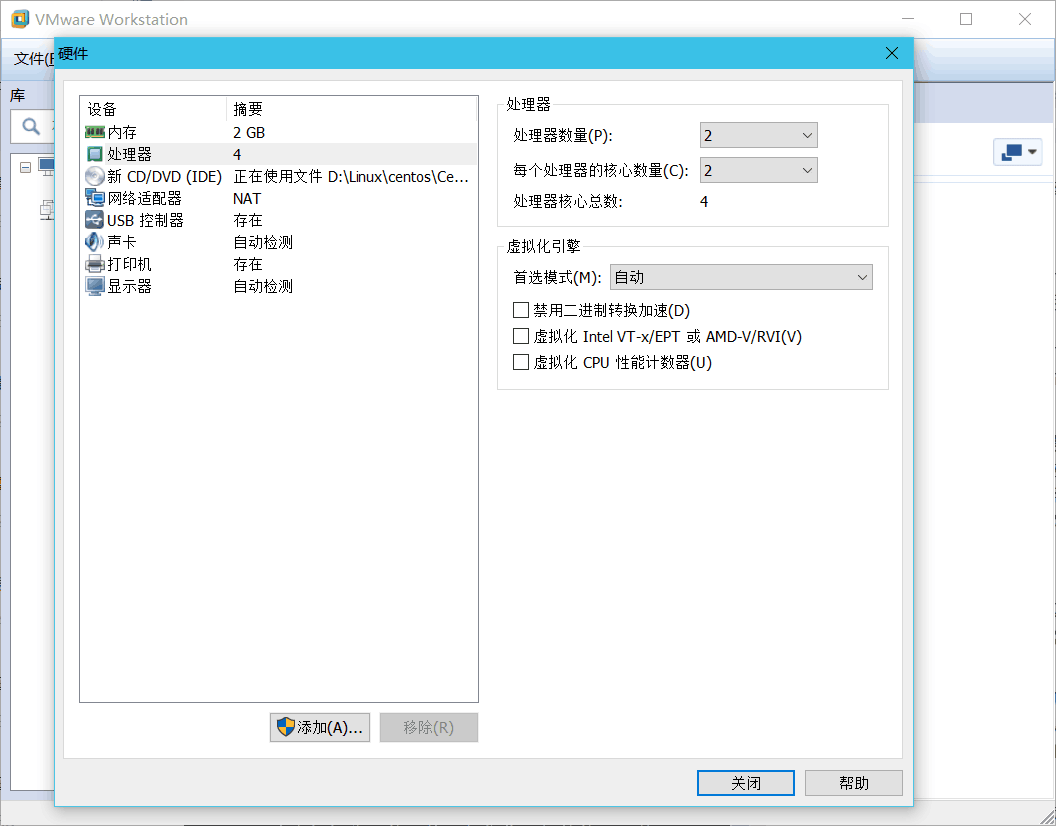 VMware Workstation
文件(F
硬件
库
设备 摘要
内存 2 GB
处理器 4
新 CD/DVD (IDE) 正在使用文件 D:\Linux\centos\Ce...
网络适配器 NAT
USB 控制器 存在
声卡 自动检测
打印机 存在
显示器 自动检测
添加(A)...
移除(R)
处理器
处理器数量(P): 2
每个处理器的核心数量(C): 2
处理器核心总数: 4
虚拟化引擎
首选模式(M): 自动
禁用二进制转换加速(D)
虚拟化 Intel VT-x/EPT 或 AMD-V/RVI(V)
虚拟化 CPU 性能计数器(U)
关闭
帮助